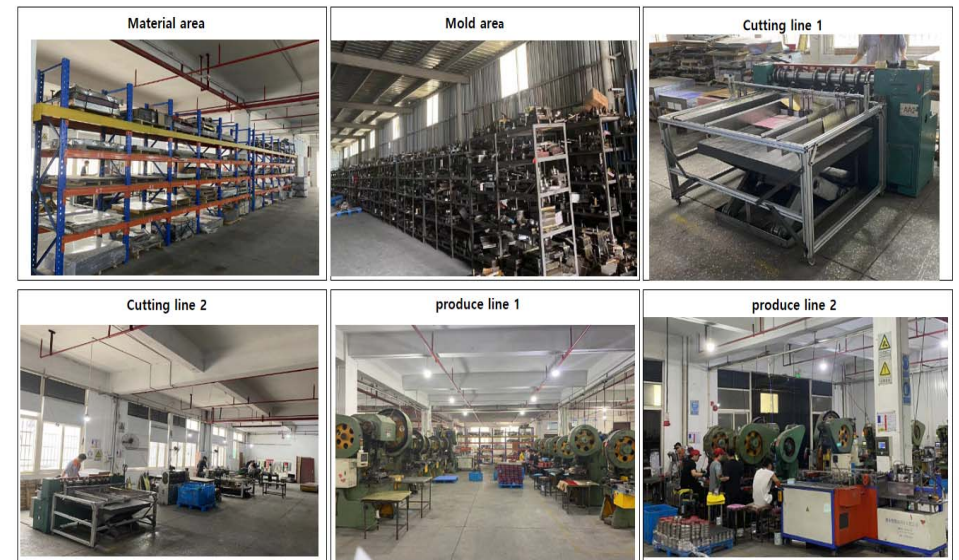 Material area
Mold area
Cutting line 1
Cutting line 2
produce line 1
produce line 2